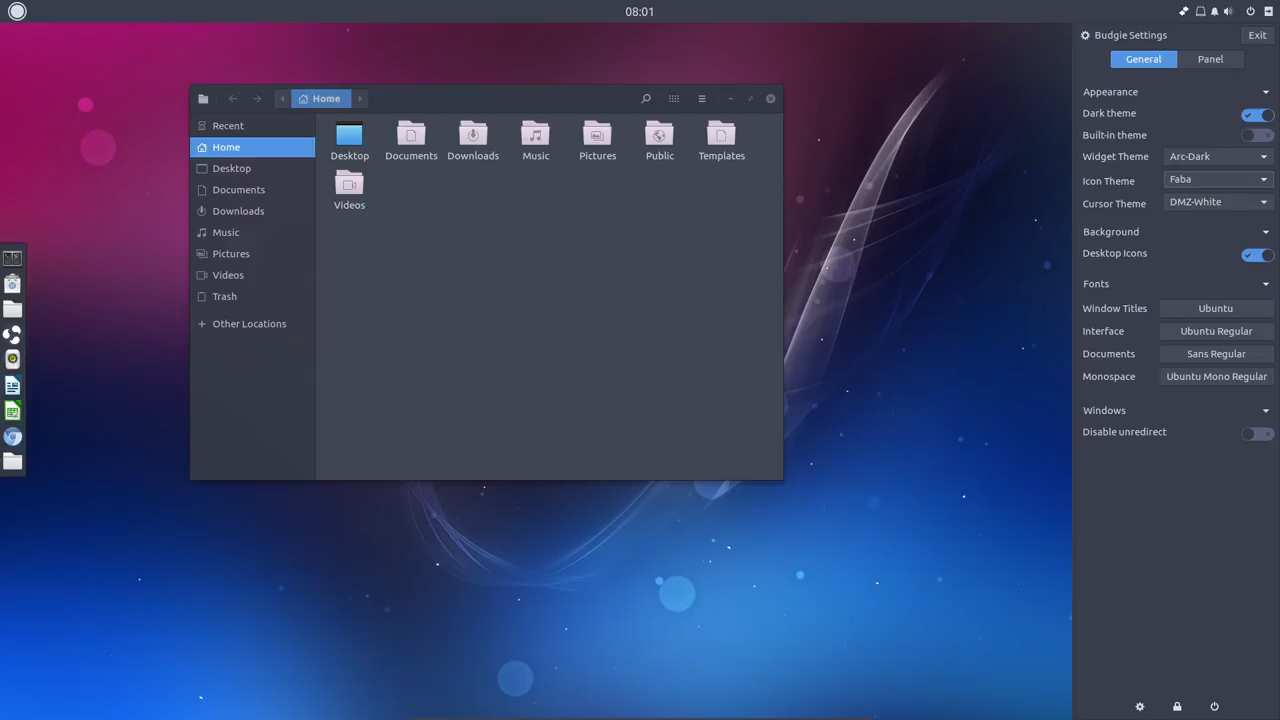 08:01
Budgie Settings
Exit
General Panel
Appearance
Dark theme
Built-in theme
Widget Theme Arc-Dark
Icon Theme Faba
Cursor Theme DMZ-White
Background
Desktop Icons
Fonts
Window Titles Ubuntu
Interface Ubuntu Regular
Documents Sans Regular
Monospace Ubuntu Mono Regular
Windows
Disable unredirect
Home
Recent
Home
Desktop
Documents
Downloads
Music
Pictures
Videos
Trash
Other Locations
Desktop Documents Downloads Music Pictures Public Templates
Videos